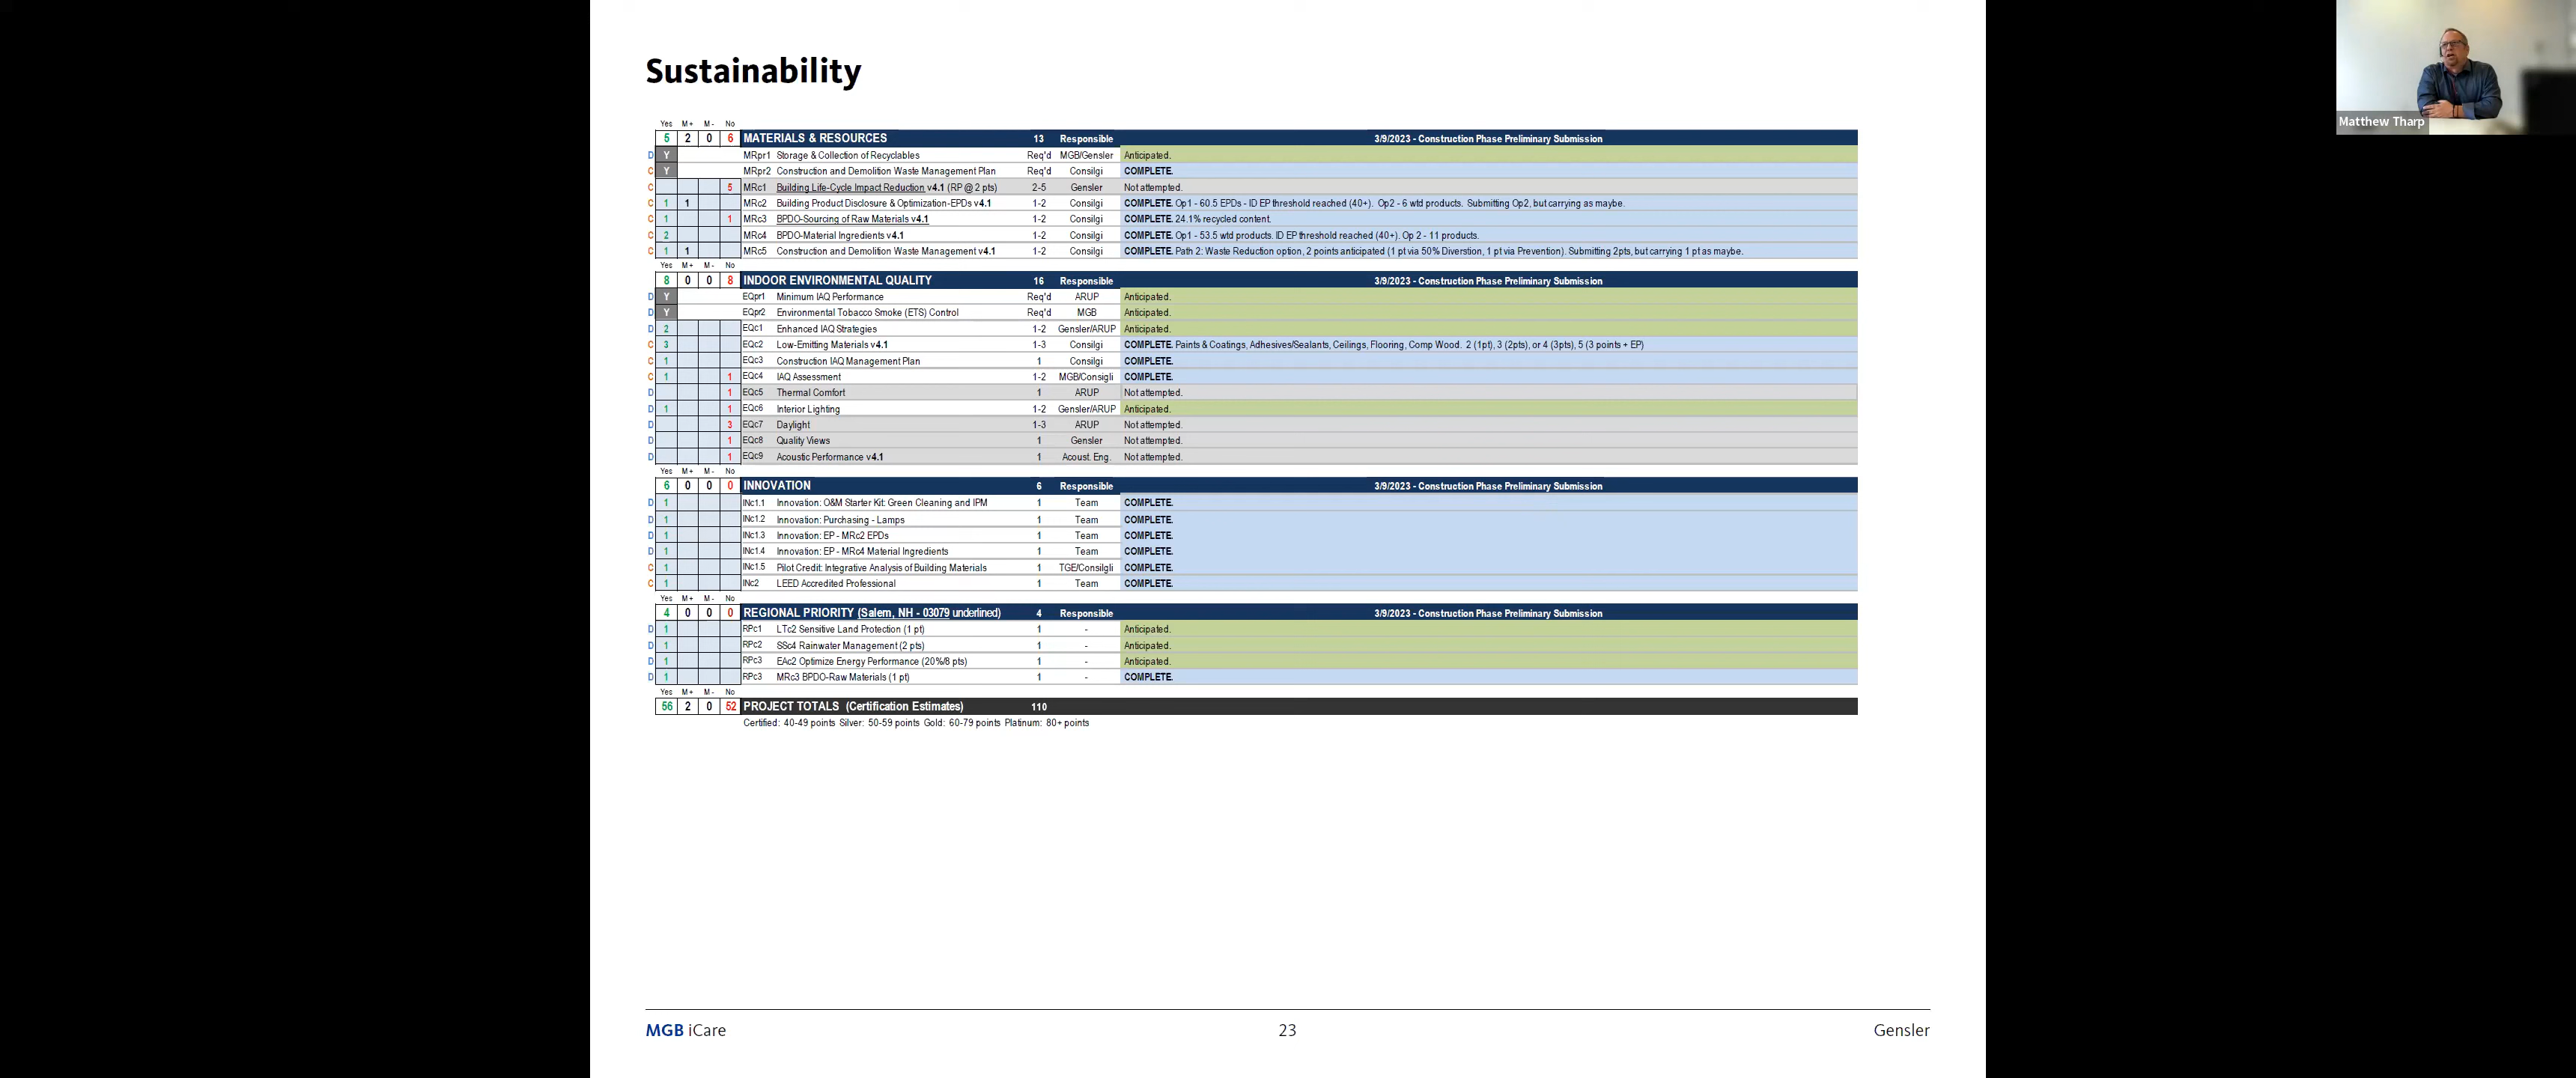 Sustainability
Matthew Tharp
Yes M+ M- No
5 2 0 6 MATERIALS & RESOURCES 13 Responsible 3/9/2023 - Construction Phase Preliminary Submission
D Y MRpr1 Storage & Collection of Recyclables Req'd MGB/Gensler Anticipated.
C Y MRpr2 Construction and Demolition Waste Management Plan Req'd Consilgi COMPLETE.
C 5 MRc1 Building Life-Cycle Impact Reduction v4.1 (RP @ 2 pts) 2-5 Gensler Not attempted.
C 1 1 MRc2 Building Product Disclosure & Optimization-EPDs v4.1 1-2 Consilgi COMPLETE. Op1 - 60.5 EPDs - ID EP threshold reached (40+). Op2 - 6 wtd products. Submitting Op2, but carrying as maybe.
C 1 1 MRc3 BPDO-Sourcing of Raw Materials v4.1 1-2 Consilgi COMPLETE. 24.1% recycled content.
C 2 MRc4 BPDO-Material Ingredients v4.1 1-2 Consilgi COMPLETE. Op1 - 53.5 wtd products. ID EP threshold reached (40+). Op 2 - 11 products.
C 1 1 MRc5 Construction and Demolition Waste Management v4.1 1-2 Consilgi COMPLETE. Path 2: Waste Reduction option, 2 points anticipated (1 pt via 50% Diverstion, 1 pt via Prevention). Submitting 2pts, but carrying 1 pt as maybe.
Yes M+ M- No
8 0 0 8 INDOOR ENVIRONMENTAL QUALITY 16 Responsible 3/9/2023 - Construction Phase Preliminary Submission
D Y EQpr1 Minimum IAQ Performance Req'd ARUP Anticipated.
D Y EQpr2 Environmental Tobacco Smoke (ETS) Control Req'd MGB Anticipated.
D 2 EQc1 Enhanced IAQ Strategies 1-2 Gensler/ARUP Anticipated.
C 3 EQc2 Low-Emitting Materials v4.1 1-3 Consilgi COMPLETE. Paints & Coatings, Adhesives/Sealants, Ceilings, Flooring, Comp Wood. 2 (1pt), 3 (2pts), or 4 (3pts), 5 (3 points + EP)
C 1 EQc3 Construction IAQ Management Plan 1 Consilgi COMPLETE.
C 1 1 EQc4 IAQ Assessment 1-2 MGB/Consigli COMPLETE.
D 1 EQc5 Thermal Comfort 1 ARUP Not attempted.
D 1 1 EQc6 Interior Lighting 1-2 Gensler/ARUP Anticipated.
D 3 EQc7 Daylight 1-3 ARUP Not attempted.
D 1 EQc8 Quality Views 1 Gensler Not attempted.
D 1 EQc9 Acoustic Performance v4.1 1 Acoust. Eng. Not attempted.
Yes M+ M- No
6 0 0 0 INNOVATION 6 Responsible 3/9/2023 - Construction Phase Preliminary Submission
D 1 INc1.1 Innovation: O&M Starter Kit: Green Cleaning and IPM 1 Team COMPLETE.
D 1 INc1.2 Innovation: Purchasing - Lamps 1 Team COMPLETE.
D 1 INc1.3 Innovation: EP - MRc2 EPDs 1 Team COMPLETE.
D 1 INc1.4 Innovation: EP - MRc4 Material Ingredients 1 Team COMPLETE.
C 1 INc1.5 Pilot Credit: Integrative Analysis of Building Materials 1 TGE/Consilgli COMPLETE.
C 1 INc2 LEED Accredited Professional 1 Team COMPLETE.
Yes M+ M- No
4 0 0 0 REGIONAL PRIORITY (Salem, NH - 03079 underlined) 4 Responsible 3/9/2023 - Construction Phase Preliminary Submission
D 1 RPc1 LTc2 Sensitive Land Protection (1 pt) 1 - Anticipated.
D 1 RPc2 SSc4 Rainwater Management (2 pts) 1 - Anticipated.
D 1 RPc3 EAc2 Optimize Energy Performance (20%/8 pts) 1 - Anticipated.
D 1 RPc3 MRc3 BPDO-Raw Materials (1 pt) 1 - COMPLETE.
Yes M+ M- No
56 2 0 52 PROJECT TOTALS (Certification Estimates) 110
Certified: 40-49 points Silver: 50-59 points Gold: 60-79 points Platinum: 80+ points
MGB iCare 23 Gensler